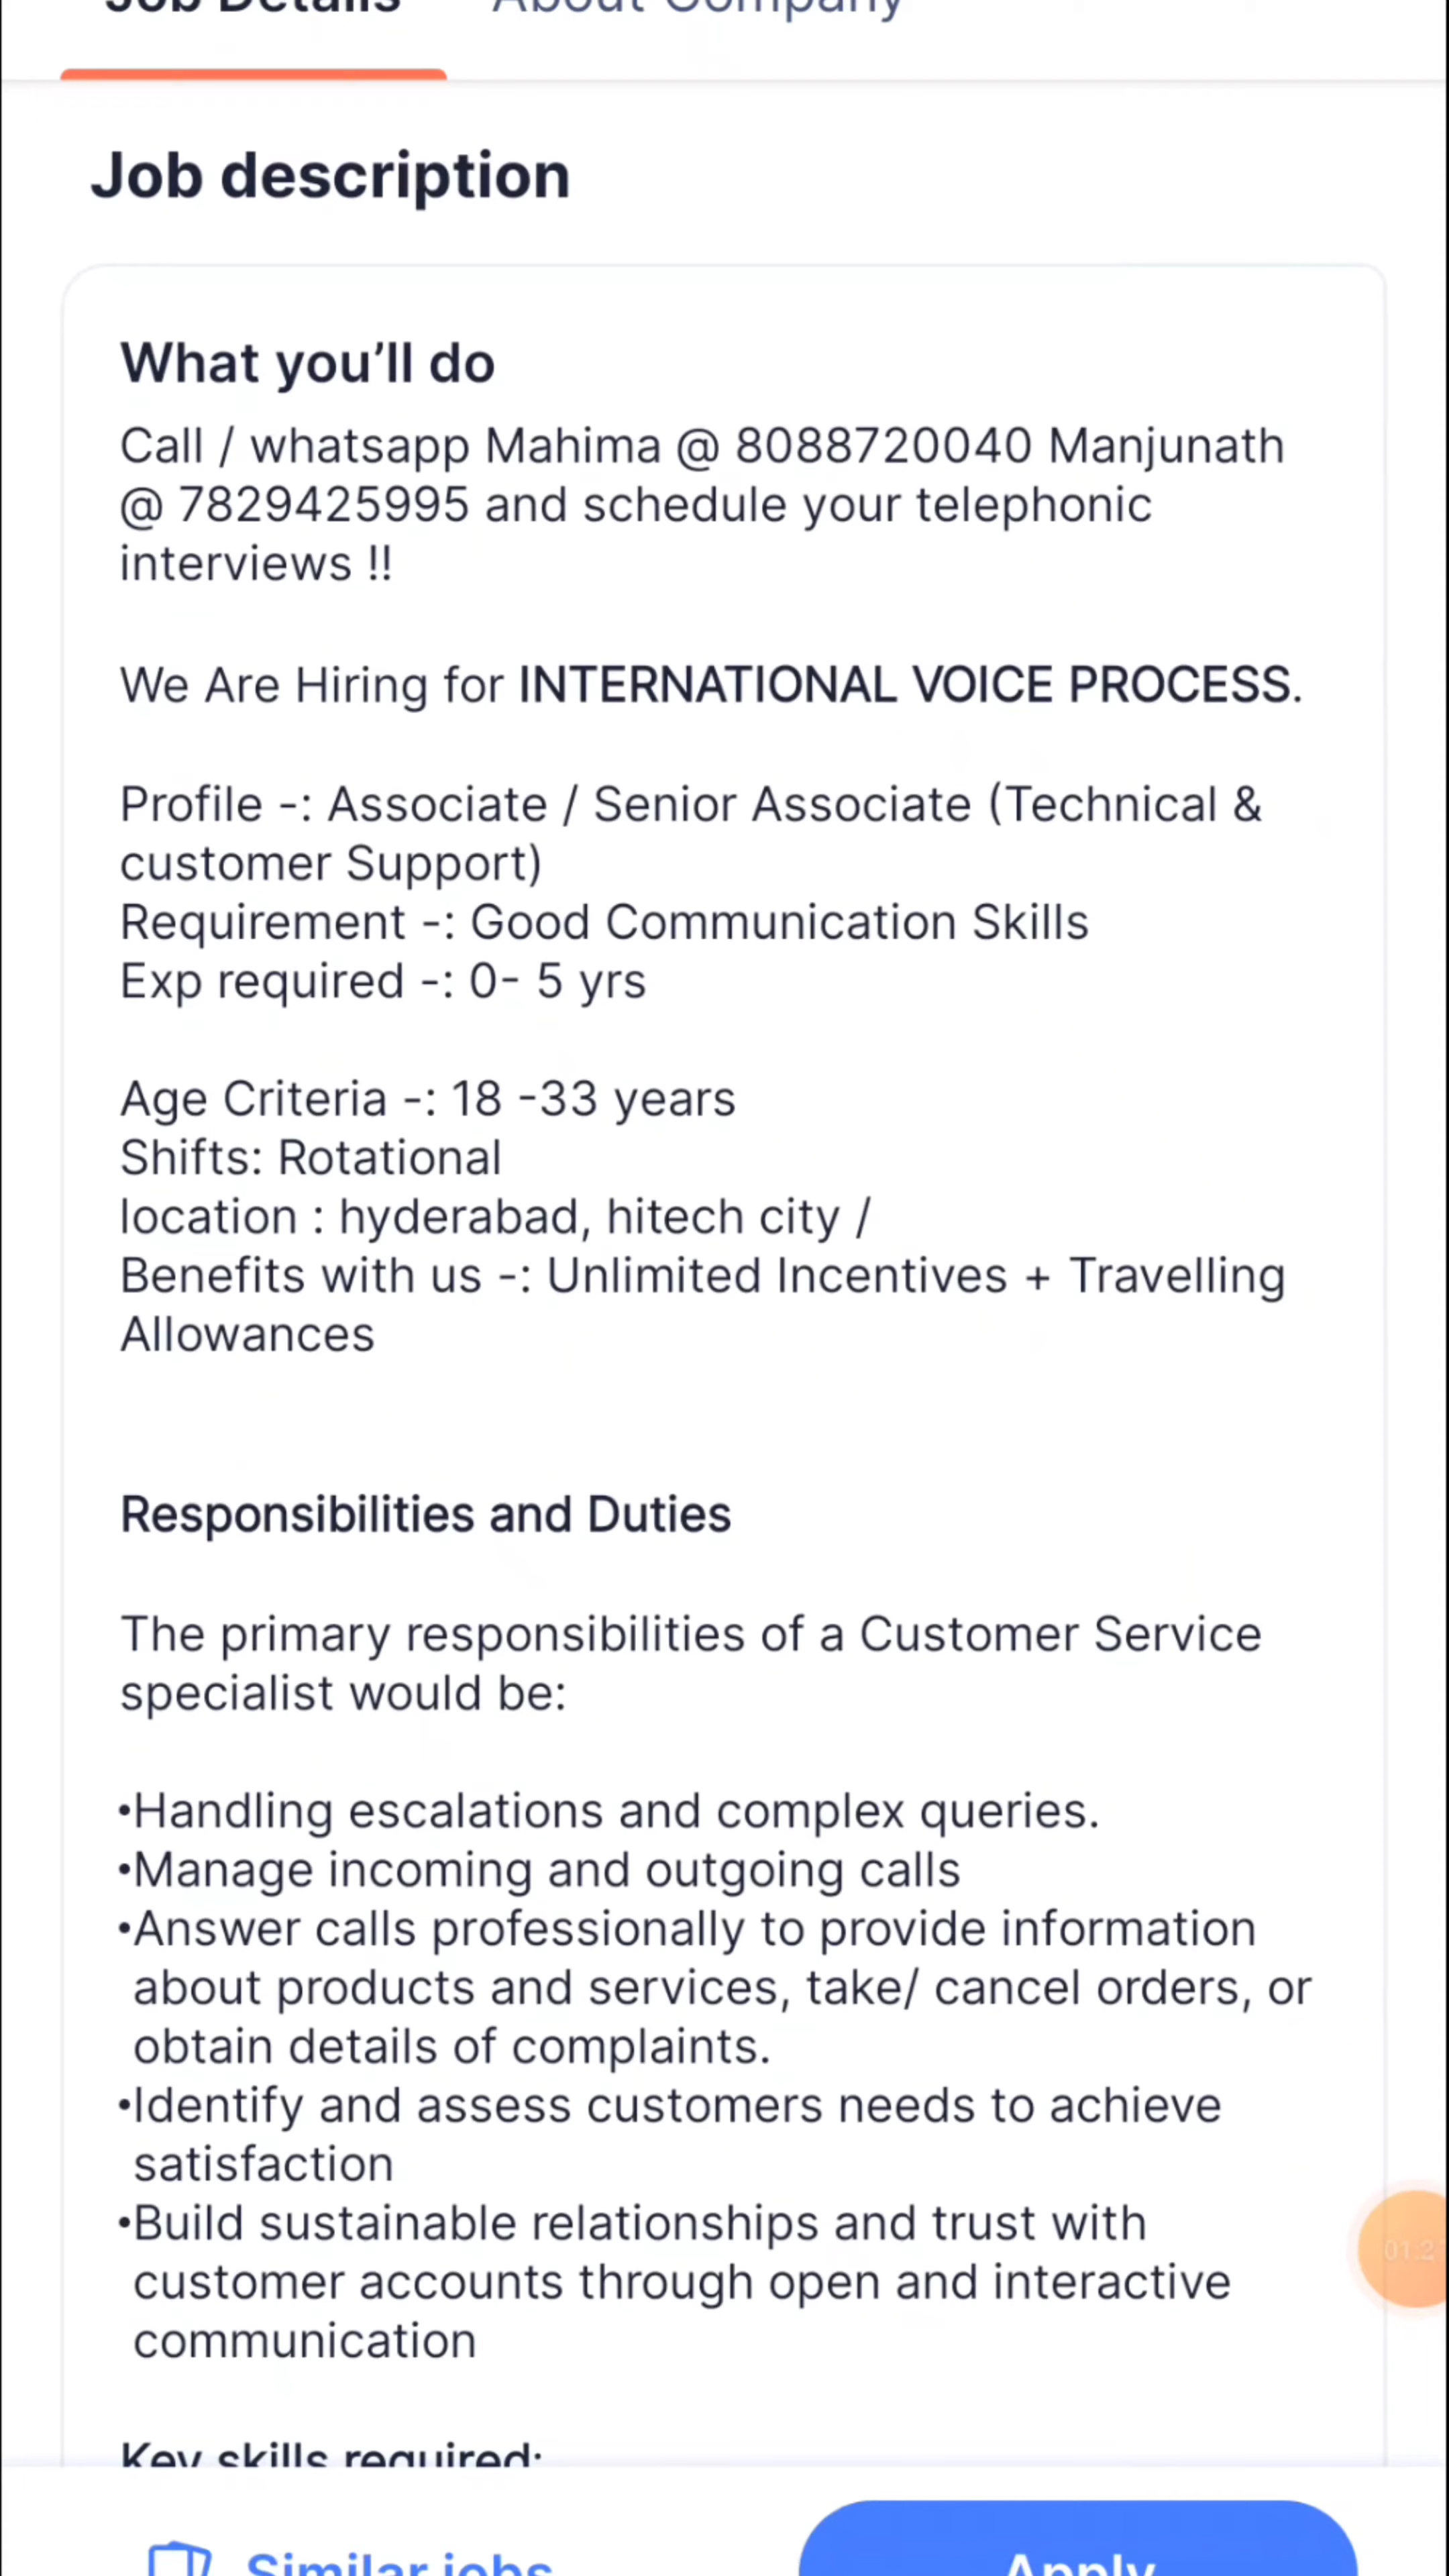 Job Details About Company
Job description
What you’ll do
Call / whatsapp Mahima @ 8088720040 Manjunath
@ 7829425995 and schedule your telephonic
interviews !!
We Are Hiring for INTERNATIONAL VOICE PROCESS.
Profile -: Associate / Senior Associate (Technical &
customer Support)
Requirement -: Good Communication Skills
Exp required -: 0- 5 yrs
Age Criteria -: 18 -33 years
Shifts: Rotational
location : hyderabad, hitech city /
Benefits with us -: Unlimited Incentives + Travelling
Allowances
Responsibilities and Duties
The primary responsibilities of a Customer Service
specialist would be:
•Handling escalations and complex queries.
•Manage incoming and outgoing calls
•Answer calls professionally to provide information
about products and services, take/ cancel orders, or
obtain details of complaints.
•Identify and assess customers needs to achieve
satisfaction
•Build sustainable relationships and trust with
customer accounts through open and interactive
communication
Key skills required:
Similar jobs Apply